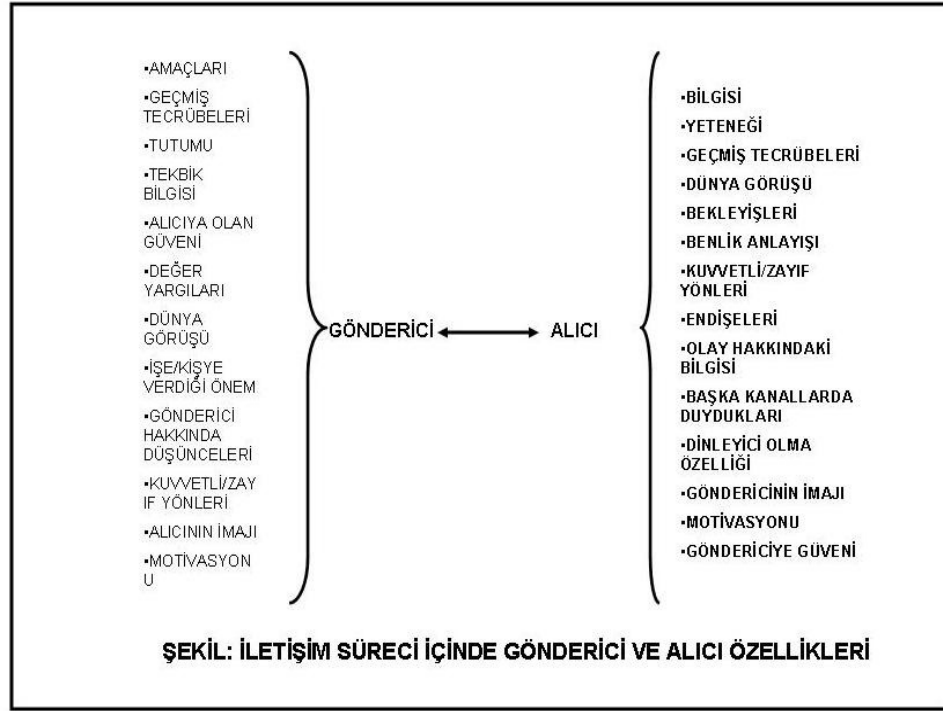 ▪AMAÇLARI
▪GEÇMİŞ
TECRÜBELERİ
▪TUTUMU
▪TEKBİK
BİLGİSİ
▪ALICIYA OLAN
GÜVENİ
▪DEĞER
YARGILARI
▪DÜNYA
GÖRÜŞÜ
▪İŞE/KİŞYE
VERDİĞİ ÖNEM
▪GÖNDERİCİ
HAKKINDA
DÜŞÜNCELERİ
▪KUVVETLİ/ZAY
IF YÖNLERİ
▪ALICININ İMAJI
▪MOTİVASYON
U
GÖNDERİCİ
ALICI
▪BİLGİSİ
▪YETENEĞİ
▪GEÇMİŞ TECRÜBELERİ
▪DÜNYA GÖRÜŞÜ
▪BEKLEYİŞLERİ
▪BENLİK ANLAYIŞI
▪KUVVETLİ/ZAYIF
YÖNLERİ
▪ENDİŞELERİ
▪OLAY HAKKINDAKİ
BİLGİSİ
▪BAŞKA KANALLARDA
DUYDUKLARI
▪DİNLEYİCİ OLMA
ÖZELLİĞİ
▪GÖNDERİCİNİN İMAJI
▪MOTİVASYONU
▪GÖNDERİCİYE GÜVENİ
ŞEKİL: İLETİŞİM SÜRECİ İÇİNDE GÖNDERİCİ VE ALICI ÖZELLİKLERİ